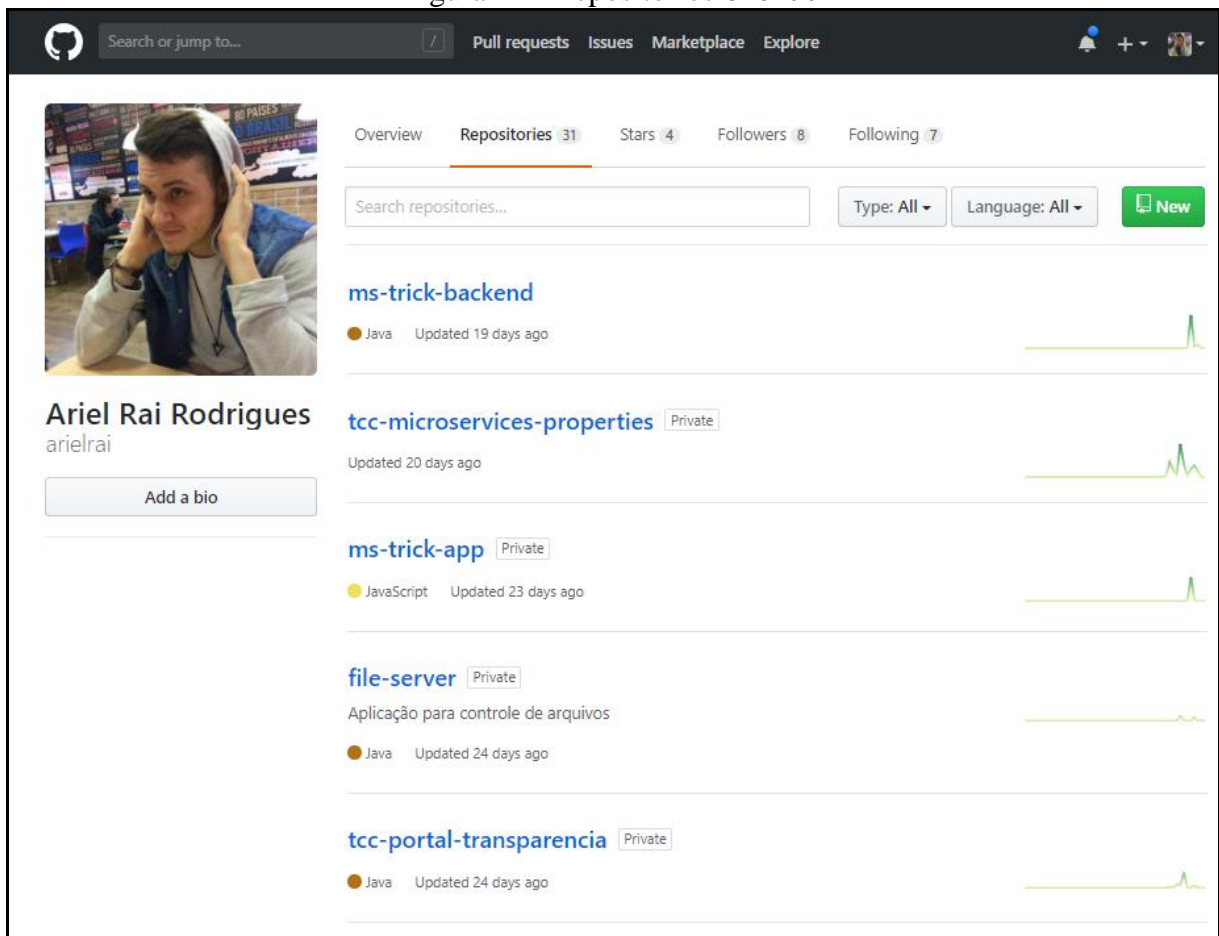 Search or jump to... / Pull requests Issues Marketplace Explore
80 PAISES
BRASIL
Overview Repositories 31 Stars 4 Followers 8 Following 7
Search repositories... Type: All Language: All New
ms-trick-backend
Java Updated 19 days ago
Ariel Rai Rodrigues
arielrai
Add a bio
tcc-microservices-properties Private
Updated 20 days ago
ms-trick-app Private
JavaScript Updated 23 days ago
file-server Private
Aplicação para controle de arquivos
Java Updated 24 days ago
tcc-portal-transparencia Private
Java Updated 24 days ago